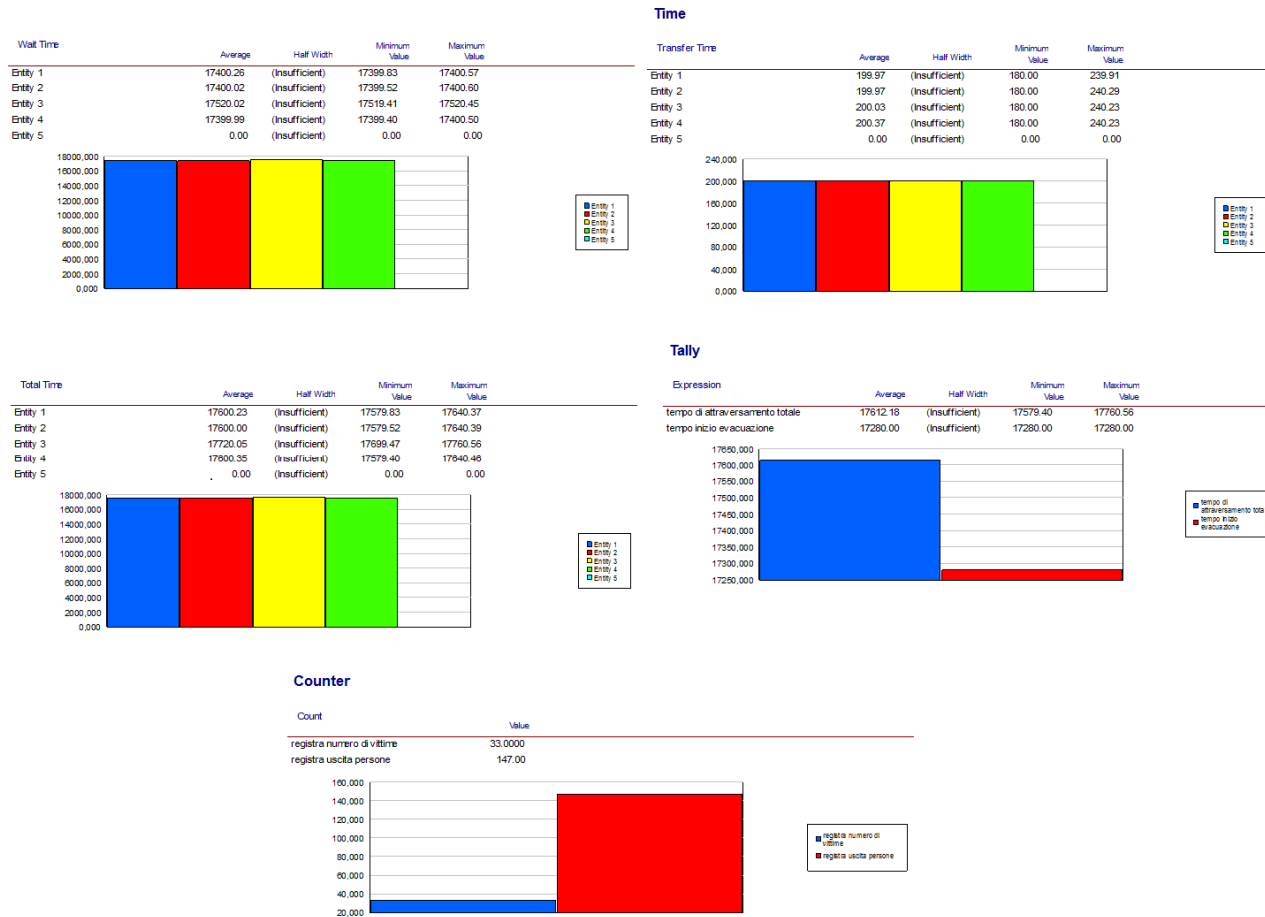 Wait Time
Average Half Width Minimum Value Maximum Value
Entity 1 17400.26 (Insufficient) 17399.83 17400.57
Entity 2 17400.02 (Insufficient) 17399.52 17400.60
Entity 3 17520.02 (Insufficient) 17519.41 17520.45
Entity 4 17399.99 (Insufficient) 17399.40 17400.50
Entity 5 0.00 (Insufficient) 0.00 0.00
18000,000
16000,000
14000,000
12000,000
10000,000
8000,000
6000,000
4000,000
2000,000
0,000
Entity 1
Entity 2
Entity 3
Entity 4
Entity 5
Time
Transfer Time
Average Half Width Minimum Value Maximum Value
Entity 1 199.97 (Insufficient) 180.00 239.91
Entity 2 199.97 (Insufficient) 180.00 240.29
Entity 3 200.03 (Insufficient) 180.00 240.23
Entity 4 200.37 (Insufficient) 180.00 240.23
Entity 5 0.00 (Insufficient) 0.00 0.00
240,000
200,000
160,000
120,000
80,000
40,000
0,000
Entity 1
Entity 2
Entity 3
Entity 4
Entity 5
Total Time
Average Half Width Minimum Value Maximum Value
Entity 1 17600.23 (Insufficient) 17579.83 17640.37
Entity 2 17600.00 (Insufficient) 17579.52 17640.39
Entity 3 17720.05 (Insufficient) 17699.47 17760.56
Entity 4 17600.35 (Insufficient) 17579.40 17640.46
Entity 5 0.00 (Insufficient) 0.00 0.00
18000,000
16000,000
14000,000
12000,000
10000,000
8000,000
6000,000
4000,000
2000,000
0,000
Entity 1
Entity 2
Entity 3
Entity 4
Entity 5
Tally
Expression
Average Half Width Minimum Value Maximum Value
tempo di attraversamento totale 17612.18 (Insufficient) 17579.40 17760.56
tempo inizio evacuazione 17280.00 (Insufficient) 17280.00 17280.00
17650,000
17600,000
17550,000
17500,000
17450,000
17400,000
17350,000
17300,000
17250,000
tempo di
attraversamento tota
tempo inizio
evacuazione
Counter
Count
Value
registra numero di vittime 33.0000
registra uscita persone 147.00
160,000
140,000
120,000
100,000
80,000
60,000
40,000
20,000
registra numero di
vittime
registra uscita persone